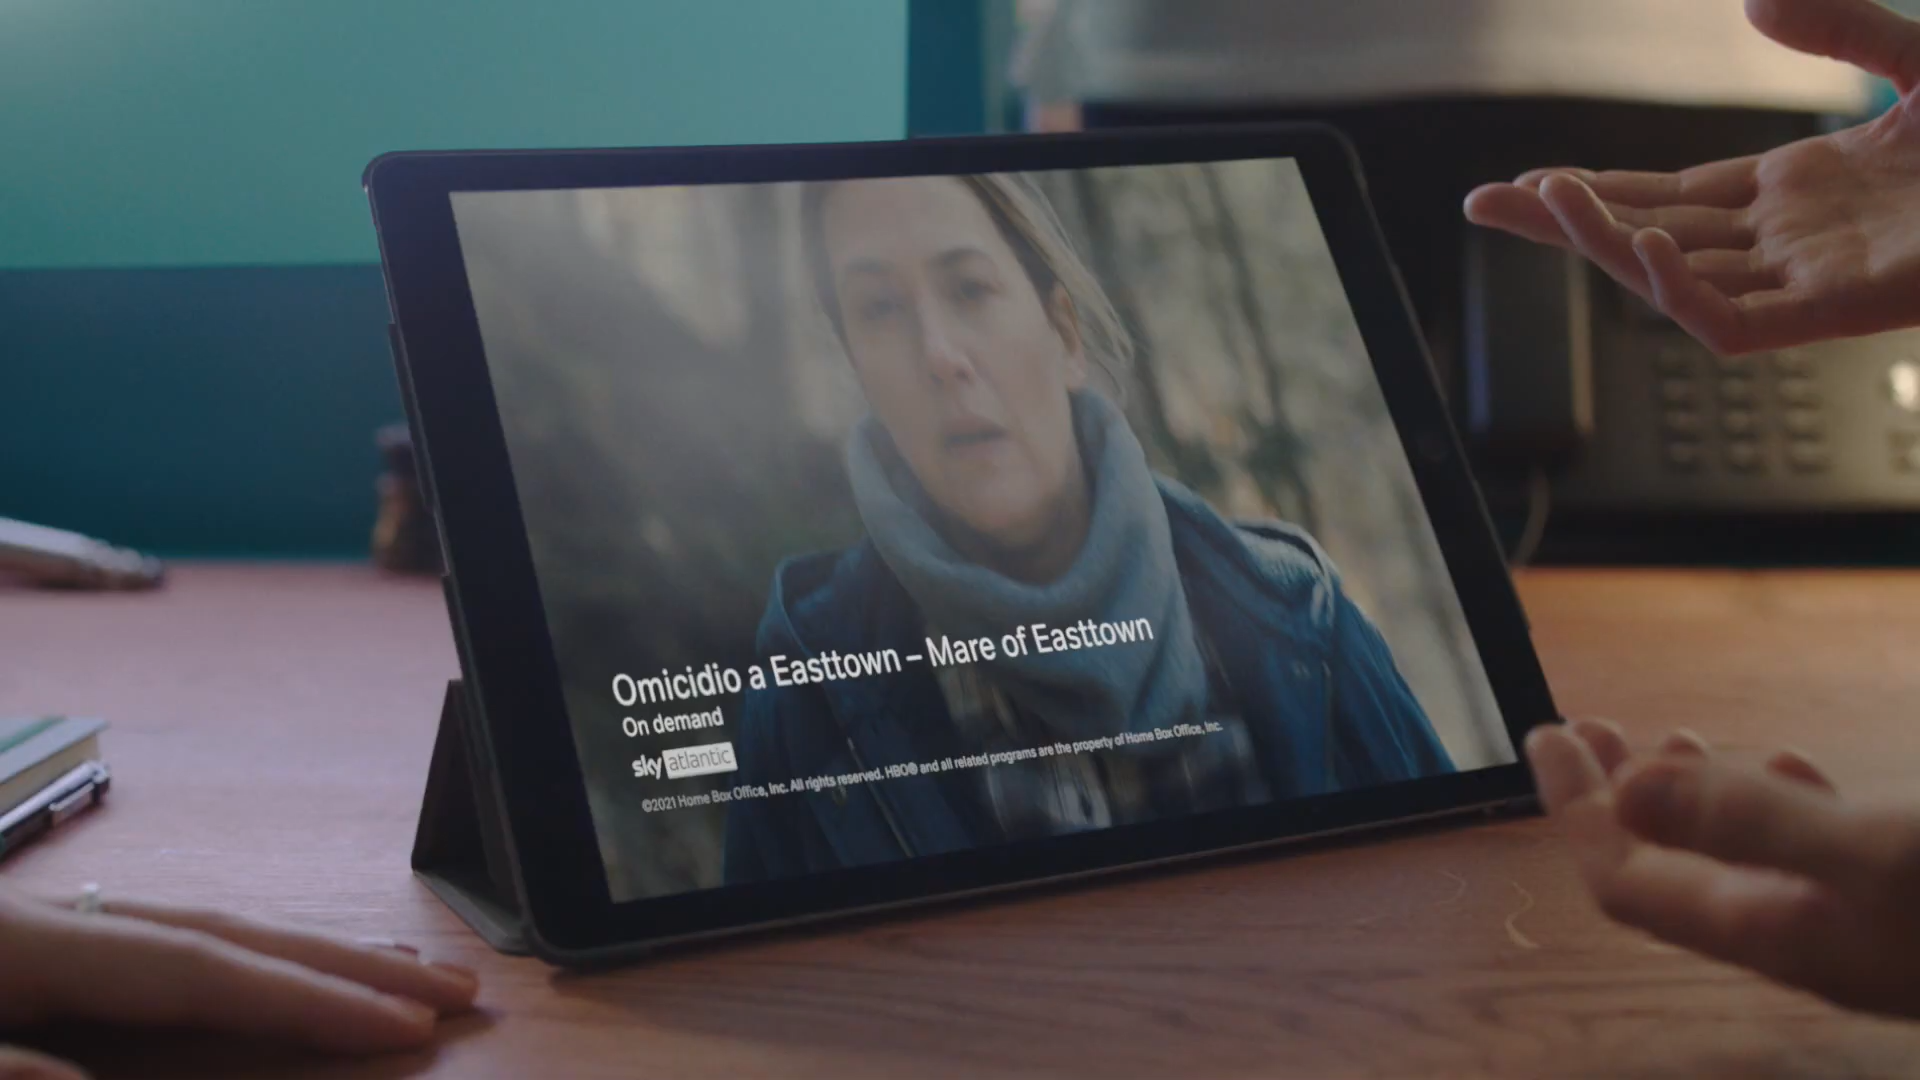 Omicidio a Easttown – Mare of Easttown
On demand
sky atlantic
©2021 Home Box Office, Inc. All rights reserved. HBO® and all related programs are the property of Home Box Office, Inc.